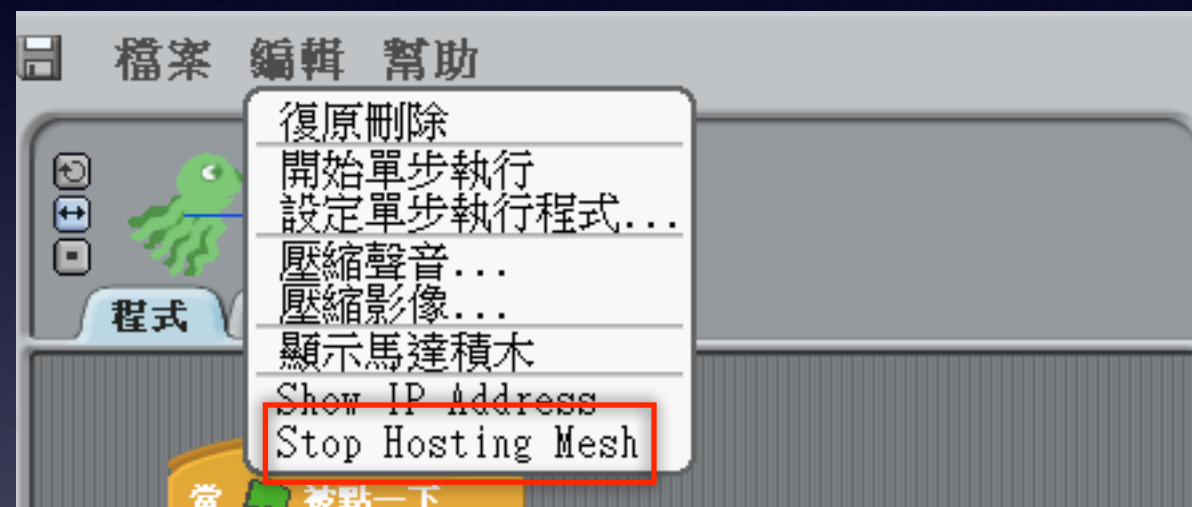 檔案 編輯 幫助
復原刪除
開始單步執行
設定單步執行程式...
壓縮聲音...
壓縮影像...
顯示馬達積木
Show IP Address
Stop Hosting Mesh
程式
當 被點一下